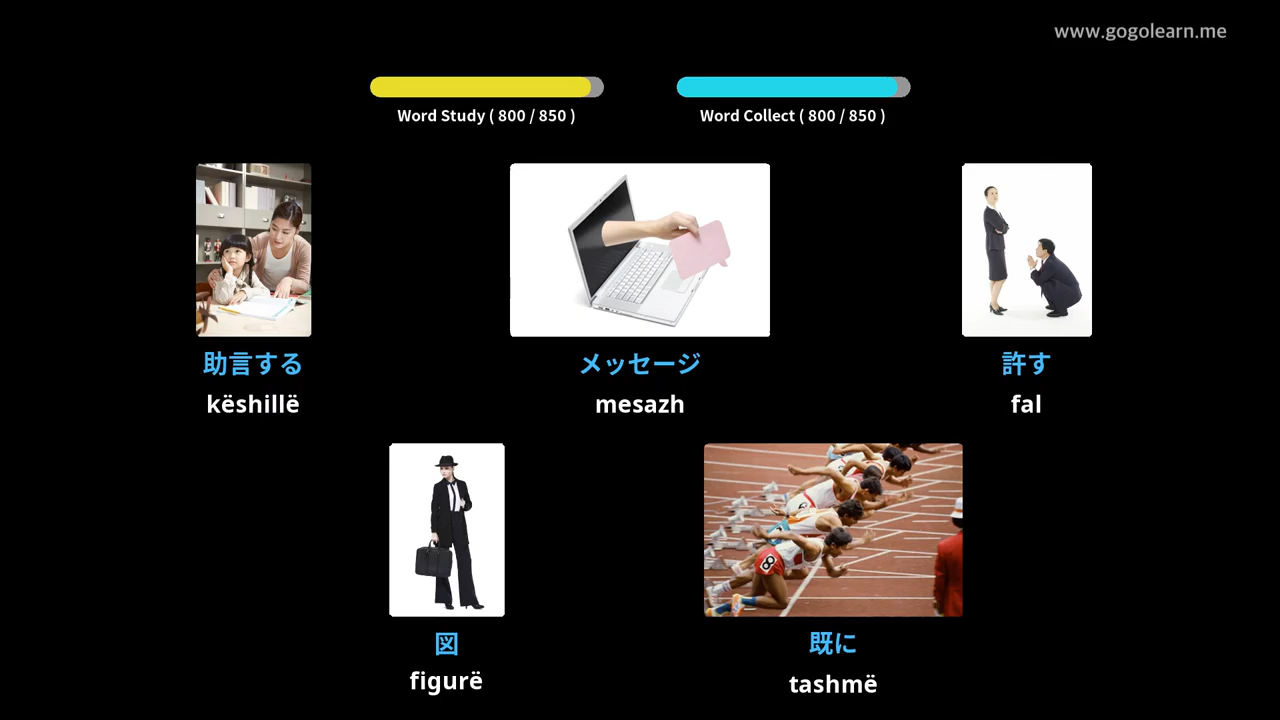 www.gogolearn.me
Word Study ( 800 / 850 )
Word Collect ( 800 / 850 )
助言する
këshillë
メッセージ
mesazh
許す
fal
図
figurë
既に
tashmë